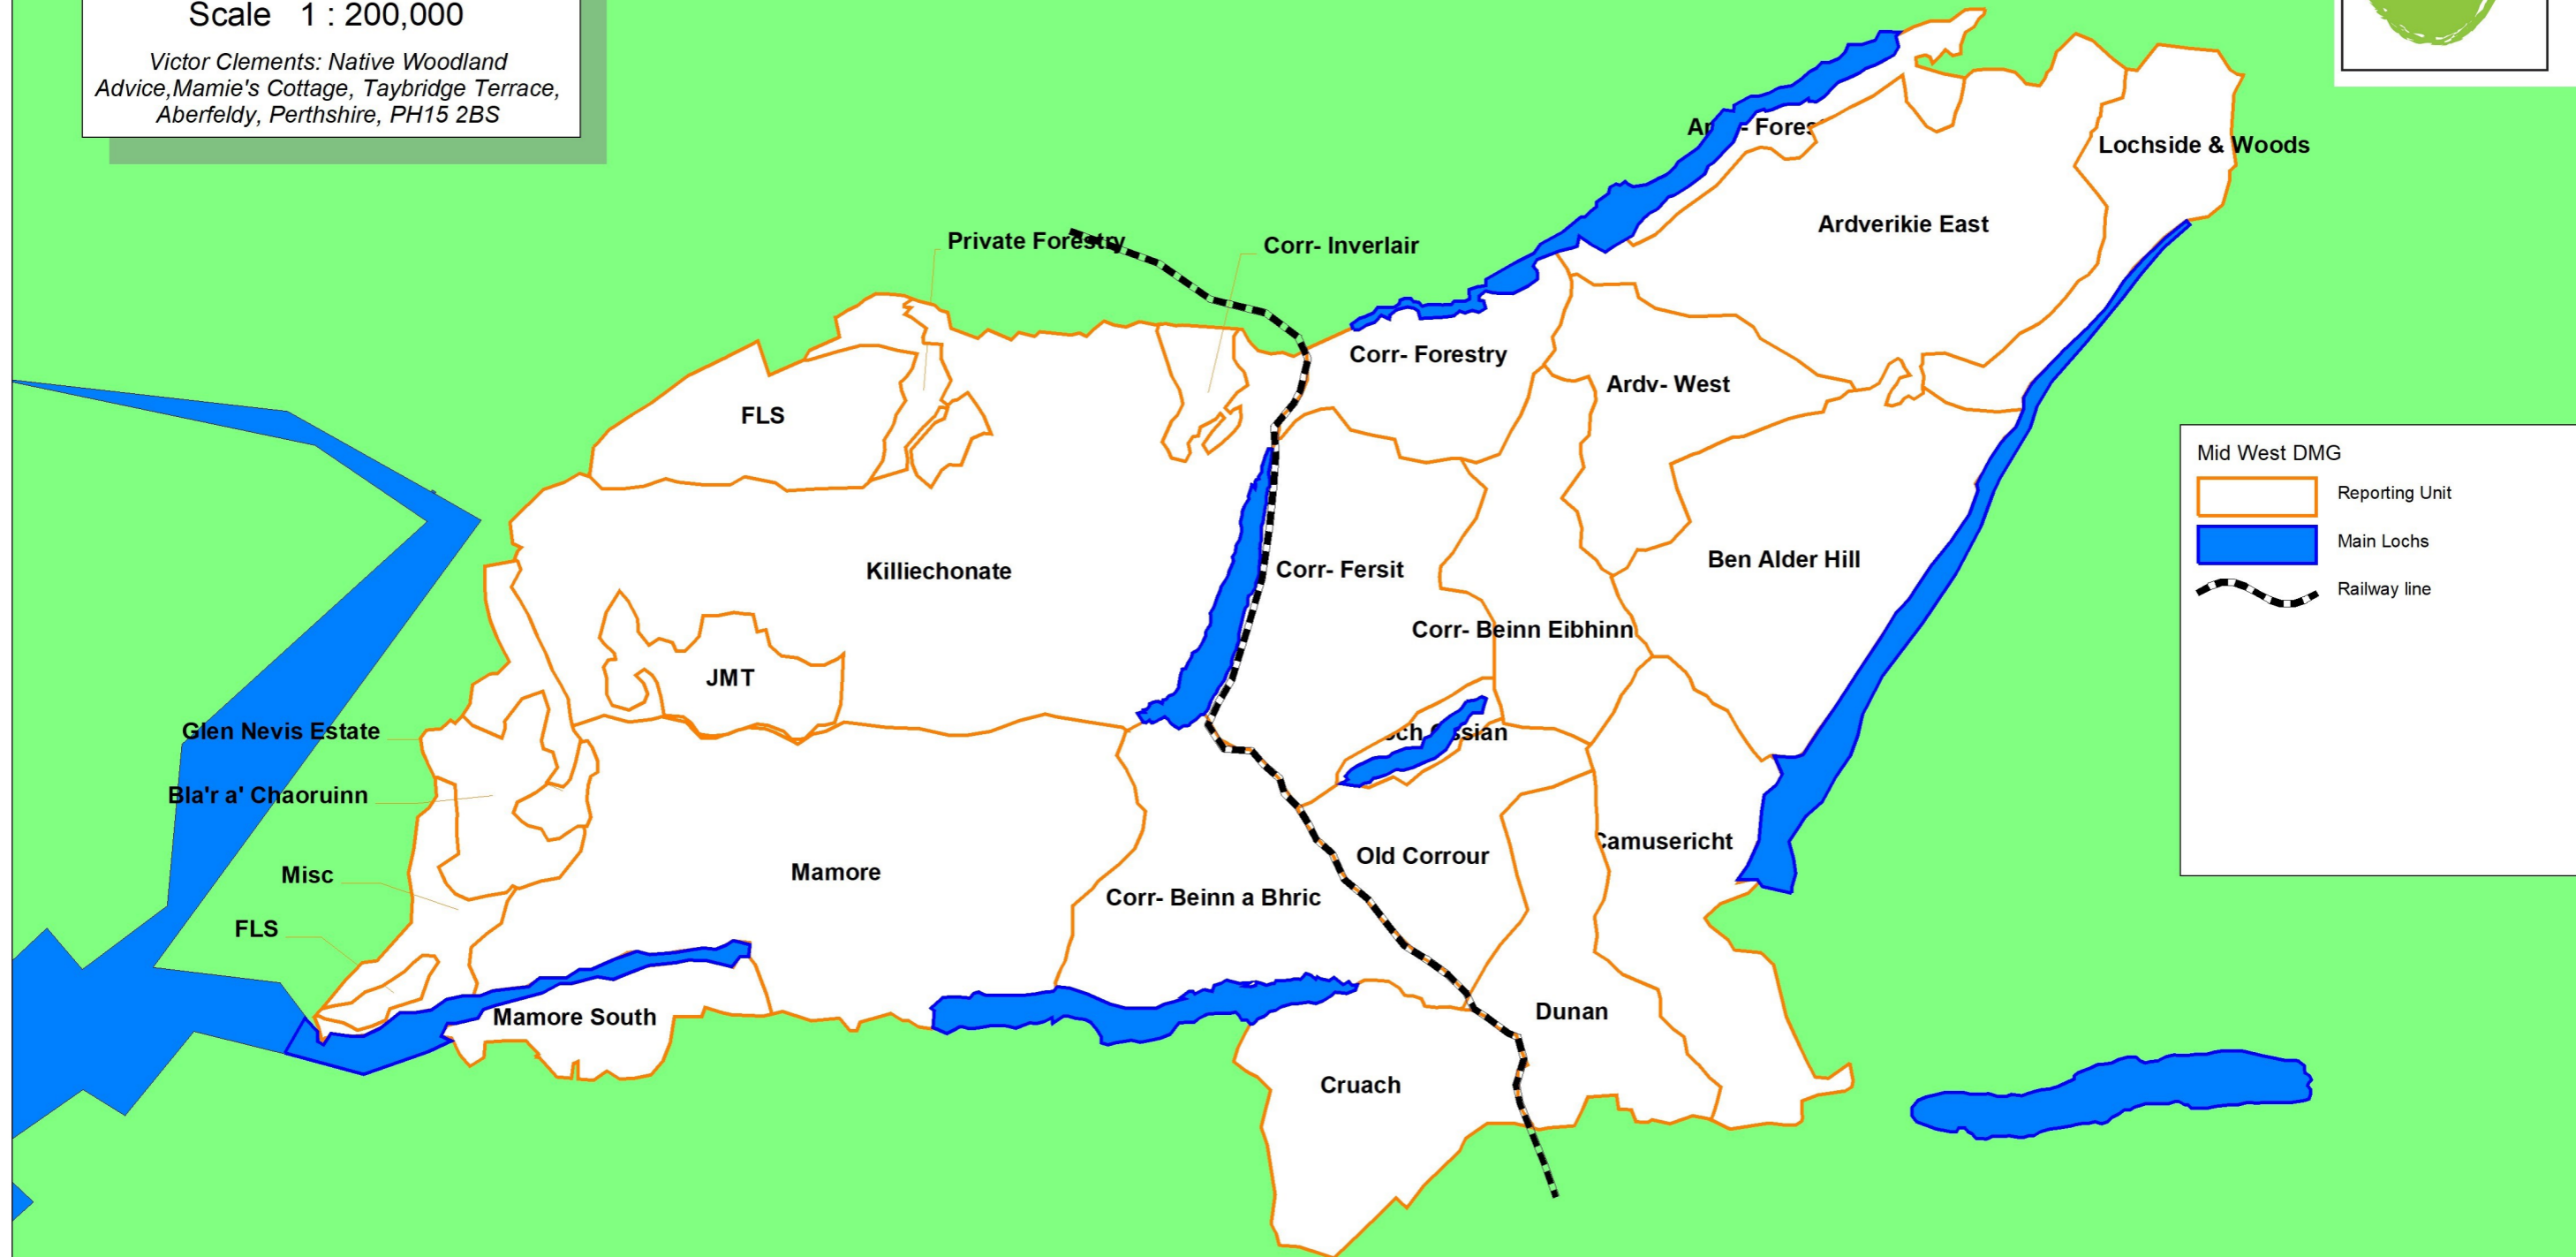 Scale 1 : 200,000
Victor Clements: Native Woodland
Advice,Mamie's Cottage, Taybridge Terrace,
Aberfeldy, Perthshire, PH15 2BS
Lochside & Woods
Ardverikie East
Private Forestry
Corr- Inverlair
Corr- Forestry
Ardv- West
FLS
Mid West DMG
Reporting Unit
Main Lochs
Railway line
Killiechonate
Corr- Fersit
Ben Alder Hill
Corr- Beinn Eibhinn
JMT
Glen Nevis Estate
Bla'r a' Chaoruinn
Misc
FLS
Mamore
Corr- Beinn a Bhric
Old Corrour
Camusericht
Mamore South
Dunan
Cruach